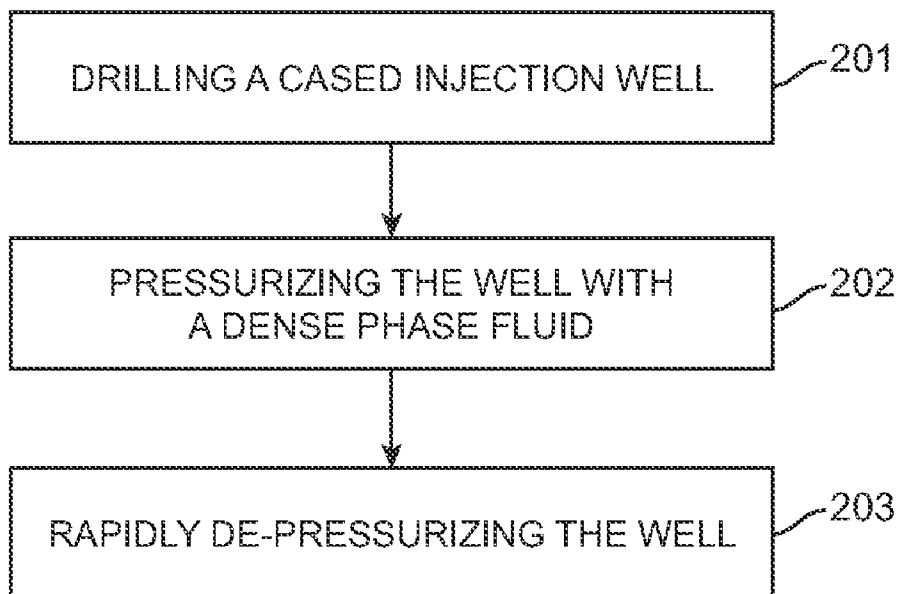 DRILLING A CASED INJECTION WELL
201
PRESSURIZING THE WELL WITH
A DENSE PHASE FLUID
202
RAPIDLY DE-PRESSURIZING THE WELL
203